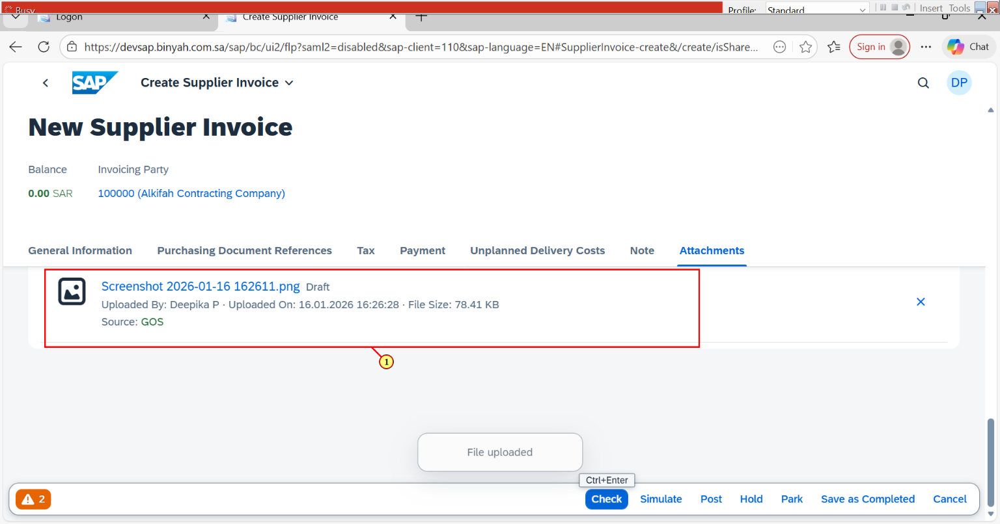 Busy
Profile: Standard Insert Tools
Logon Create Supplier Invoice
https://devsap.binyah.com.sa/sap/bc/ui2/flp?saml2=disabled&sap-client=110&sap-language=EN#SupplierInvoice-create&/create/isShare... Sign in Chat
SAP Create Supplier Invoice DP
New Supplier Invoice
Balance Invoicing Party
0.00 SAR 100000 (Alkifah Contracting Company)
General Information Purchasing Document References Tax Payment Unplanned Delivery Costs Note Attachments
Screenshot 2026-01-16 162611.png Draft
Uploaded By: Deepika P · Uploaded On: 16.01.2026 16:26:28 · File Size: 78.41 KB
Source: GOS
1
File uploaded
Ctrl+Enter
2 Check Simulate Post Hold Park Save as Completed Cancel